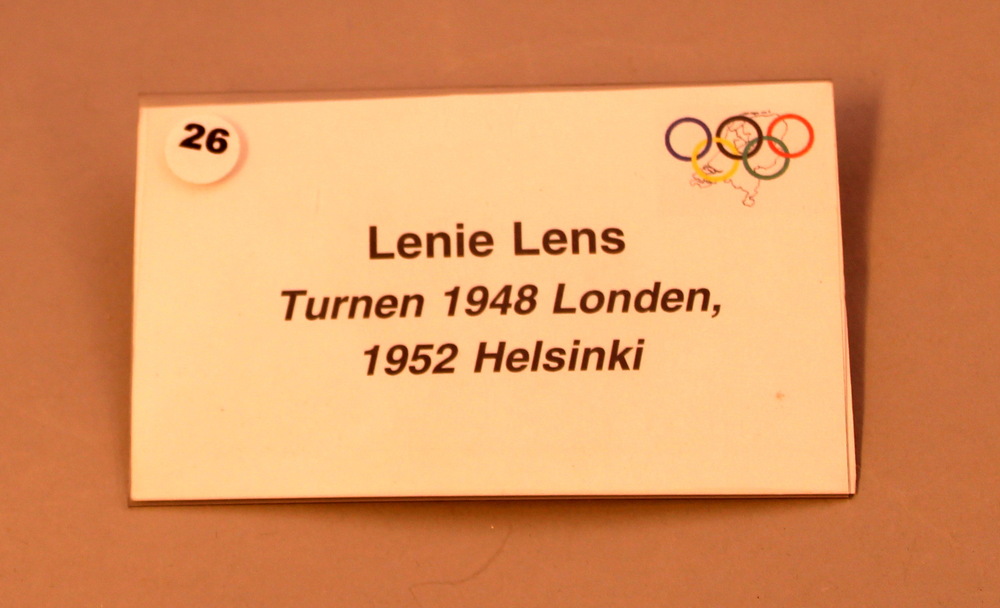 26
Lenie Lens
Turnen 1948 Londen,
1952 Helsinki